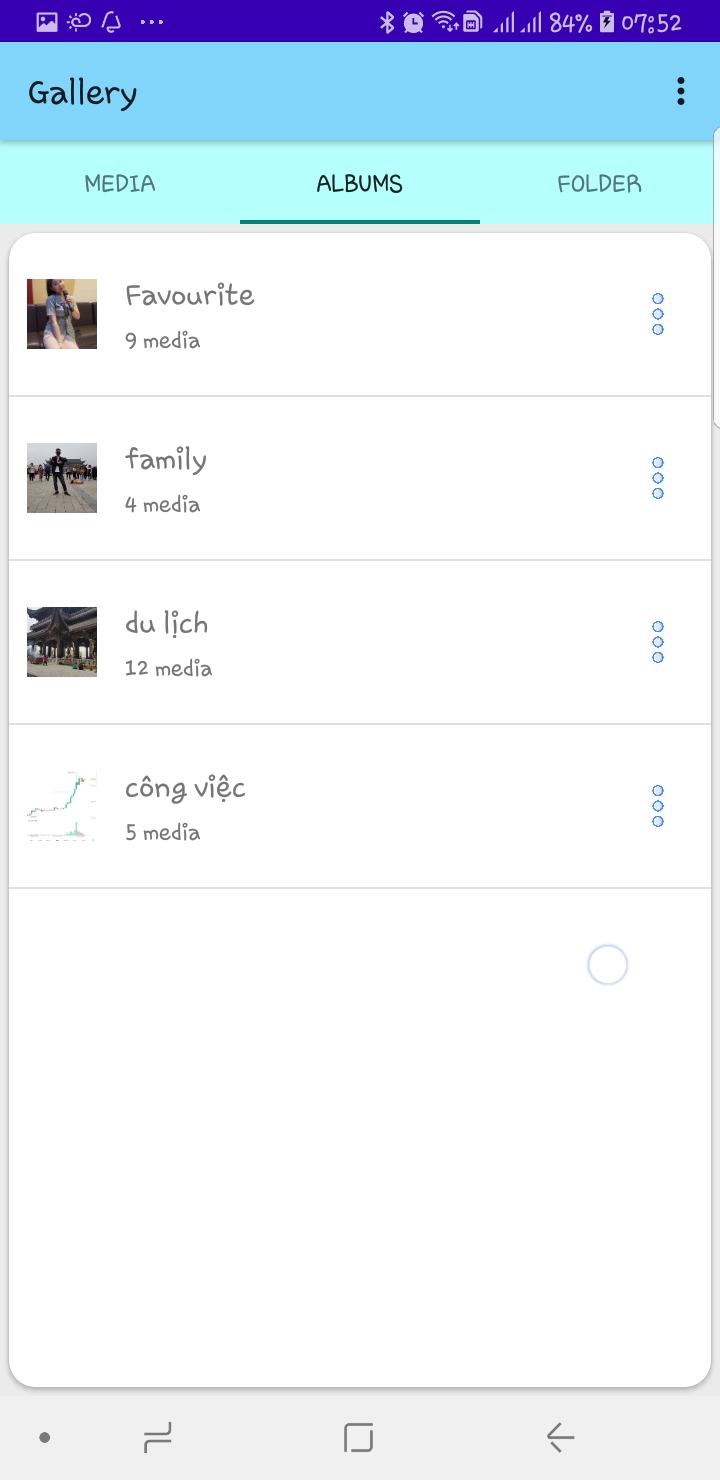 84% 07:52
Gallery
MEDIA ALBUMS FOLDER
Favourite
9 media
family
4 media
du lịch
12 media
công việc
5 media